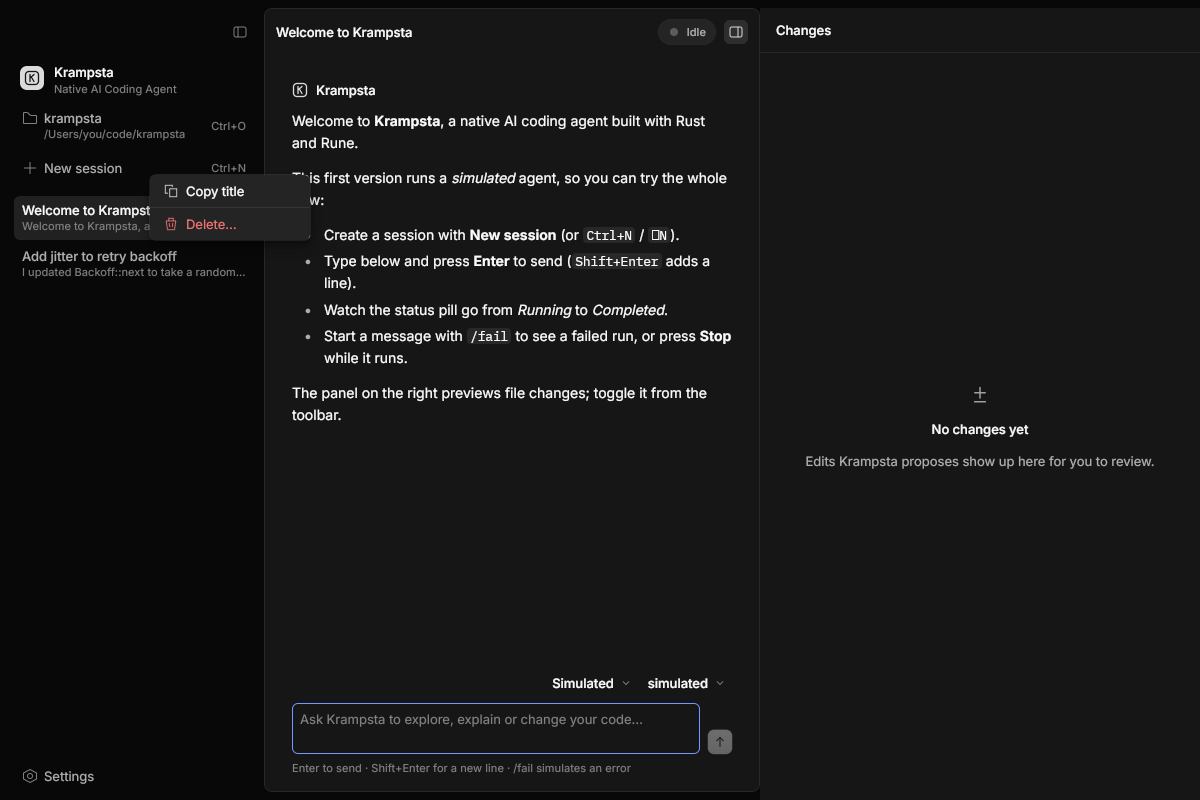 Krampsta
Native AI Coding Agent
krampsta
/Users/you/code/krampsta
Ctrl+O
New session
Ctrl+N
Copy title
Delete...
Welcome to Krampst
Welcome to Krampsta, a
Add jitter to retry backoff
I updated Backoff::next to take a random...
Settings
Welcome to Krampsta
Idle
Krampsta
Welcome to Krampsta, a native AI coding agent built with Rust
and Rune.
This first version runs a simulated agent, so you can try the whole
w:
Create a session with New session (or Ctrl+N / N).
Type below and press Enter to send (Shift+Enter adds a
line).
Watch the status pill go from Running to Completed.
Start a message with /fail to see a failed run, or press Stop
while it runs.
The panel on the right previews file changes; toggle it from the
toolbar.
Simulated
simulated
Ask Krampsta to explore, explain or change your code...
Enter to send · Shift+Enter for a new line · /fail simulates an error
Changes
No changes yet
Edits Krampsta proposes show up here for you to review.